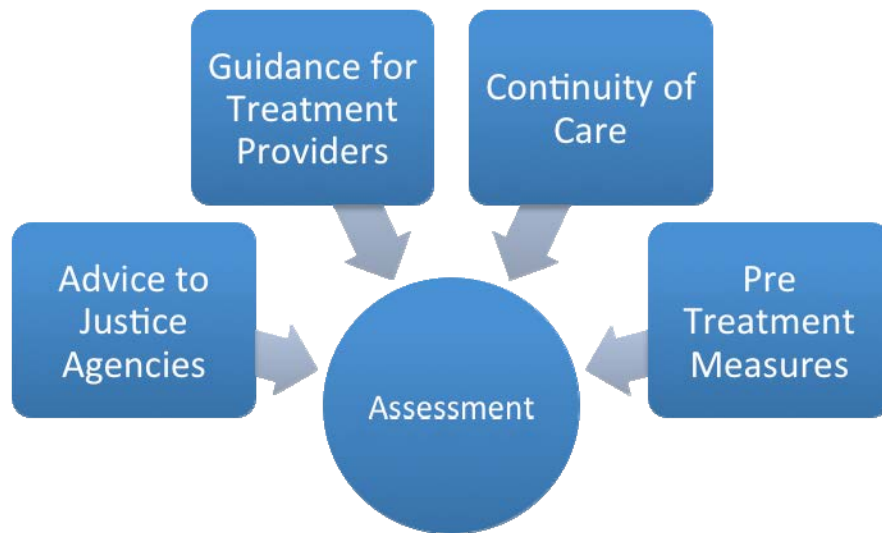 Guidance for
Treatment
Providers
Continuity of
Care
Advice to
Justice
Agencies
Pre
Treatment
Measures
Assessment